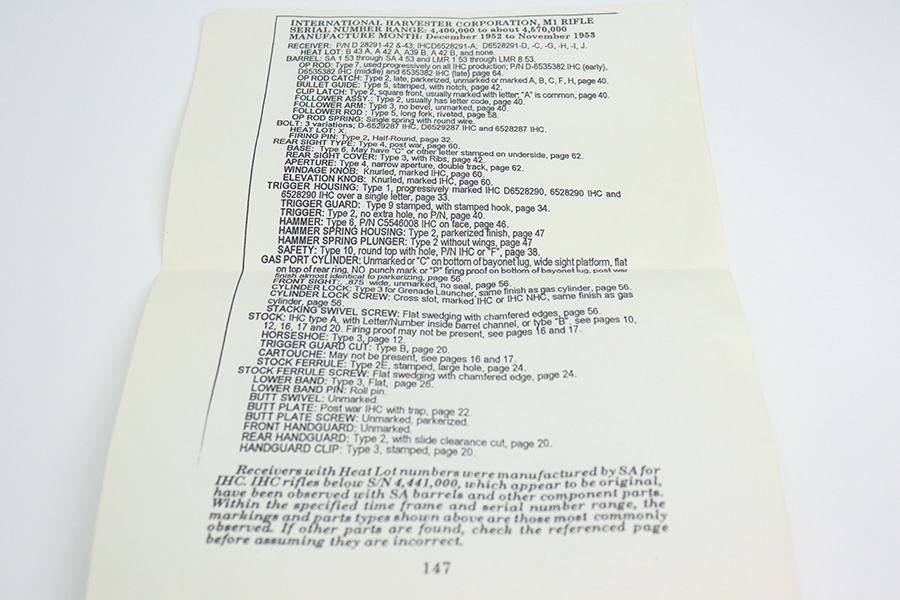 INTERNATIONAL HARVESTER CORPORATION, M1 RIFLE
SERIAL NUMBER RANGE: 4,400,000 to about 4,570,000
MANUFACTURE MONTH: December 1952 to November 1953
RECEIVER: P/N D 28291-42 &-43; IHCD6528291-A; D6528291-D, -C, -G, -H, -I, J.
HEAT LOT: B 43 A, A 42 A, A39 B, A 42 B, and none.
BARREL: SA 1 53 through SA 4 53 and LMR 1 53 through LMR 8 53.
OP ROD: Type 7, used progressively on all IHC production; P/N D-6535382 IHC (early),
D6535382 IHC (middle) and 6535382 IHC (late) page 64.
OP ROD CATCH: Type 2, late, parkerized, unmarked or marked A, B, C, F, H, page 40.
BULLET GUIDE: Type 5, stamped, with notch, page 42.
CLIP LATCH: Type 2, square front, usually marked with letter; "A" is common, page 40.
FOLLOWER ASSY.: Type 2, usually has letter code, page 40.
FOLLOWER ARM: Type 3, no bevel, unmarked, page 40.
FOLLOWER ROD: Type 5, long fork, riveted, page 58.
OP ROD SPRING: Single spring with round wire.
BOLT: 3 variations; D-6529287 IHC, D6529287 IHC and 6528287 IHC.
HEAT LOT: X.
FIRING PIN: Type 2, Half-Round, page 32.
REAR SIGHT TYPE: Type 4, post war, page 60.
BASE: Type 6, May have "C" or other letter stamped on underside, page 62.
REAR SIGHT COVER: Type 3, with Ribs, page 42.
APERTURE: Type 4, narrow aperture, double track, page 62.
WINDAGE KNOB: Knurled, marked IHC, page 60.
ELEVATION KNOB: Knurled, marked IHC, page 60.
TRIGGER HOUSING: Type 1, progressively marked IHC D6528290, 6528290 IHC and
6528290 IHC over a single letter, page 33.
TRIGGER GUARD: Type 9 stamped, with stamped hook, page 34.
TRIGGER: Type 2, no extra hole, no P/N, page 40.
HAMMER: Type 6, P/N C5546008 IHC on face, page 46.
HAMMER SPRING HOUSING: Type 2, parkerized finish, page 47
HAMMER SPRING PLUNGER: Type 2 without wings, page 47
SAFETY: Type 10, round top with hole, P/N IHC or "F", page 38.
GAS PORT CYLINDER: Unmarked or "C" on bottom of bayonet lug, wide sight platform, flat
on top of rear ring, NO punch mark or "P" firing proof on bottom of bayonet lug, post war
finish almost identical to parkerizing, page 56.
FRONT SIGHT: .875 wide, unmarked, no seal, page 56.
CYLINDER LOCK: Type 3 for Grenade Launcher, same finish as gas cylinder, page 56.
CYLINDER LOCK SCREW: Cross slot, marked IHC or IHC NHC, same finish as gas
cylinder, page 56.
STACKING SWIVEL SCREW: Flat swedging with chamfered edges, page 56.
STOCK: IHC type A, with Letter/Number inside barrel channel, or tybe "B", see pages 10,
12, 16, 17 and 20. Firing proof may not be present, see pages 16 and 17.
HORSESHOE: Type 3, page 12.
TRIGGER GUARD CUT: Type B, page 20.
CARTOUCHE: May not be present, see pages 16 and 17.
STOCK FERRULE: Type 2E, stamped, large hole, page 24.
STOCK FERRULE SCREW: Flat swedging with chamfered edge, page 24.
LOWER BAND: Type 3, Flat, page 26.
LOWER BAND PIN: Roll pin.
BUTT SWIVEL: Unmarked.
BUTT PLATE: Post war IHC with trap, page 22.
BUTT PLATE SCREW: Unmarked, parkerized.
FRONT HANDGUARD: Unmarked.
REAR HANDGUARD: Type 2, with slide clearance cut, page 20.
HANDGUARD CLIP: Type 3, stamped, page 20.
Receivers with Heat Lot numbers were manufactured by SA for
IHC. IHC rifles below S/N 4,441,000, which appear to be original,
have been observed with SA barrels and other component parts.
Within the specified time frame and serial number range, the
markings and parts types shown above are those most commonly
observed. If other parts are found, check the referenced page
before assuming they are incorrect.
147